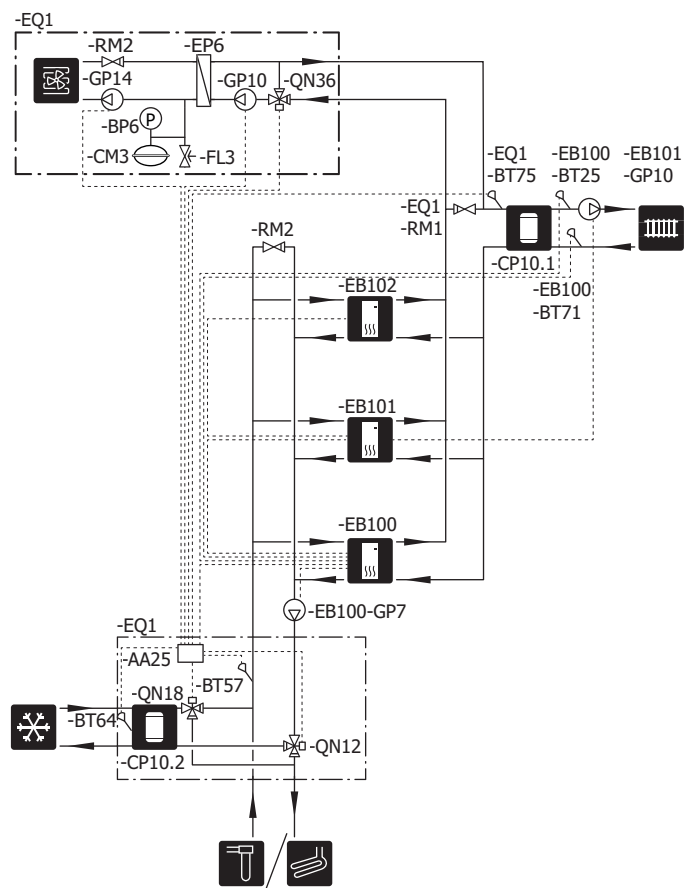 -EQ1
-RM2
-EP6
-GP14
-GP10
-QN36
-BP6
P
-CM3
-FL3
-EQ1
-BT75
-EB100
-BT25
-EB101
-GP10
-EQ1
-RM1
-RM2
-CP10.1
-EB100
-BT71
-EB102
-EB101
-EB100
-EB100-GP7
-EQ1
-AA25
-BT57
-QN18
-BT64
-QN12
-CP10.2